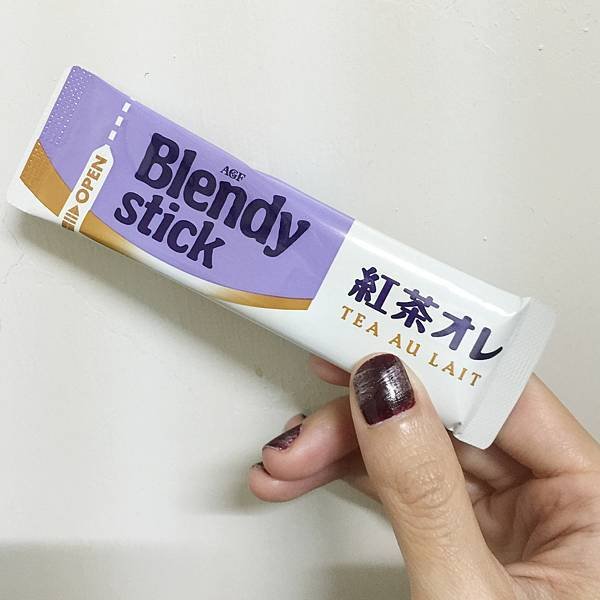 OPEN
AGF
Blendy
stick
紅茶オレ
TEA AU LAIT